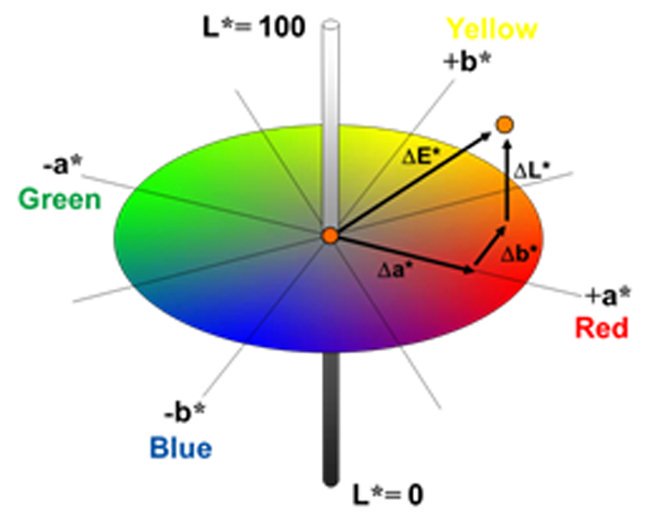 L*= 100
Yellow
+b*
-a*
Green
ΔE*
ΔL*
Δb*
Δa*
+a*
Red
-b*
Blue
L*= 0